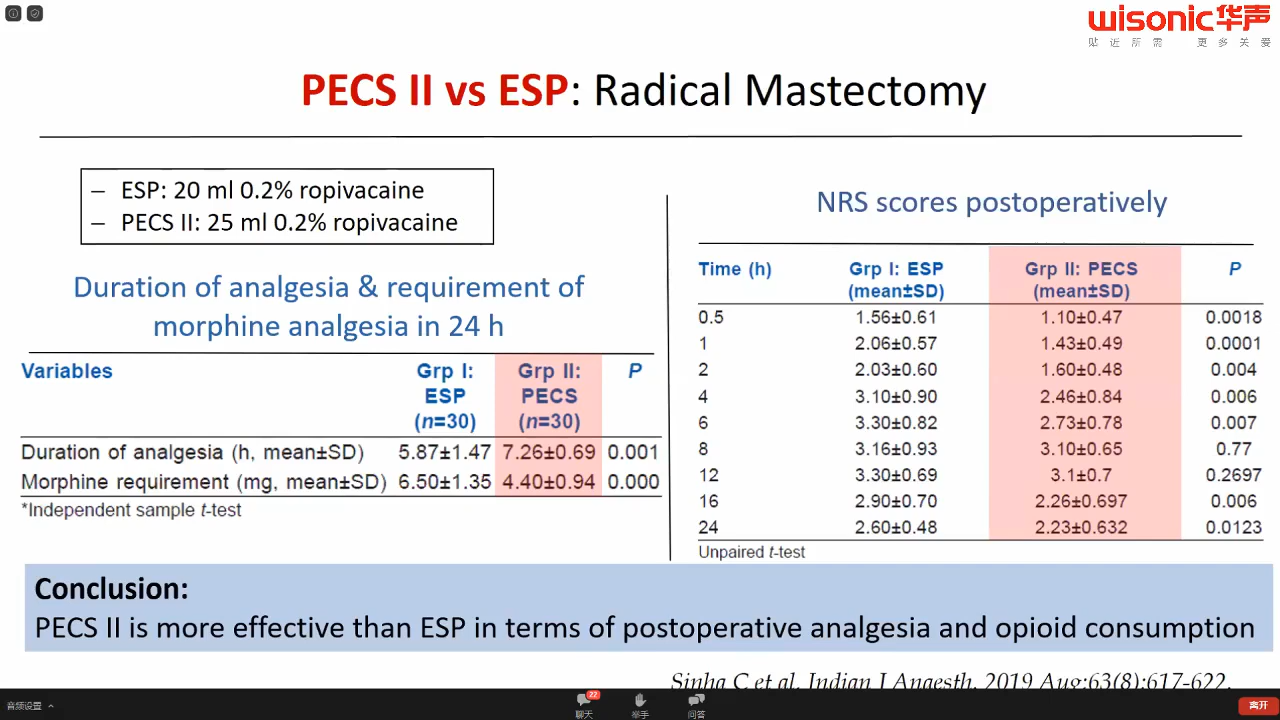 wisonic华声
贴近所需 更多关爱
PECS II vs ESP: Radical Mastectomy
– ESP: 20 ml 0.2% ropivacaine
– PECS II: 25 ml 0.2% ropivacaine
Duration of analgesia & requirement of
morphine analgesia in 24 h
Variables Grp I: ESP (n=30) Grp II: PECS (n=30) P
Duration of analgesia (h, mean±SD) 5.87±1.47 7.26±0.69 0.001
Morphine requirement (mg, mean±SD) 6.50±1.35 4.40±0.94 0.000
*Independent sample t-test
NRS scores postoperatively
Time (h) Grp I: ESP (mean±SD) Grp II: PECS (mean±SD) P
0.5 1.56±0.61 1.10±0.47 0.0018
1 2.06±0.57 1.43±0.49 0.0001
2 2.03±0.60 1.60±0.48 0.004
4 3.10±0.90 2.46±0.84 0.006
6 3.30±0.82 2.73±0.78 0.007
8 3.16±0.93 3.10±0.65 0.77
12 3.30±0.69 3.1±0.7 0.2697
16 2.90±0.70 2.26±0.697 0.006
24 2.60±0.48 2.23±0.632 0.0123
Unpaired t-test
Conclusion:
PECS II is more effective than ESP in terms of postoperative analgesia and opioid consumption
Sinha C et al. Indian J Anaesth. 2019 Aug;63(8):617-622.
音频设置
22
聊天
举手
问答
离开